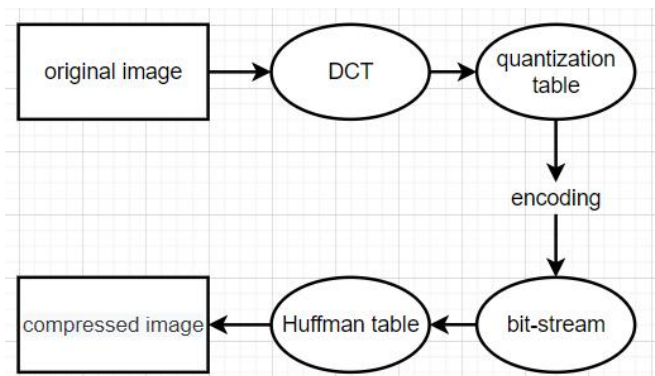 original image
DCT
quantization
table
encoding
bit-stream
Huffman table
compressed image